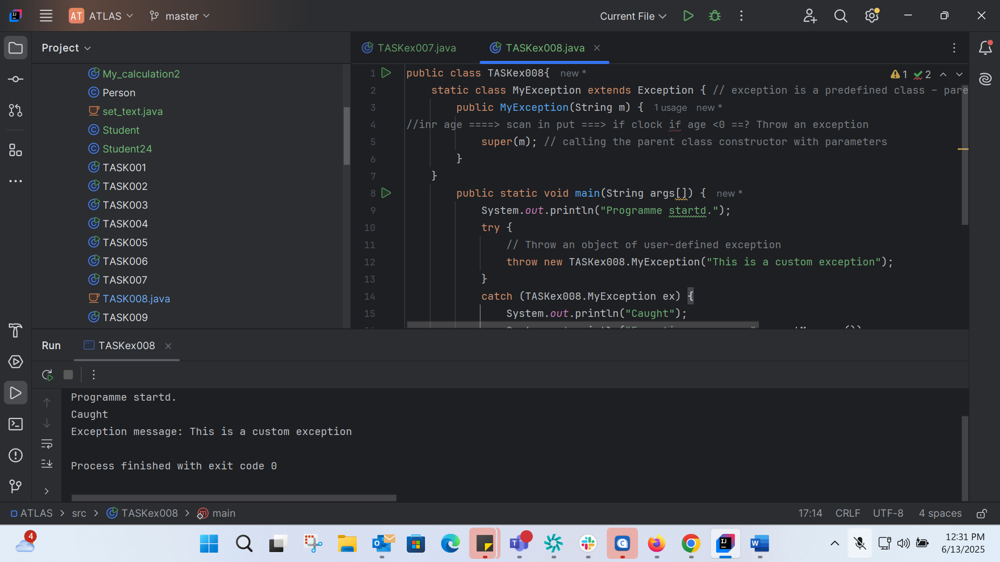 AT ATLAS master Current File
Project
TASKex007.java TASKex008.java
My_calculation2
Person
set_text.java
Student
Student24
TASK001
TASK002
TASK003
TASK004
TASK005
TASK006
TASK007
TASK008.java
TASK009
1 public class TASKex008{ new *
1 2
2 static class MyException extends Exception { // exception is a predefined class - pare
3 public MyException(String m) { 1 usage new *
4 //inr age ====> scan in put ===> if clock if age <0 ==? Throw an exception
5 super(m); // calling the parent class constructor with parameters
6 }
7 }
8 public static void main(String args[]) { new *
9 System.out.println("Programme startd.");
10 try {
11 // Throw an object of user-defined exception
12 throw new TASKex008.MyException("This is a custom exception");
13 }
14 catch (TASKex008.MyException ex) {
15 System.out.println("Caught");
Run TASKex008
Programme startd.
Caught
Exception message: This is a custom exception
Process finished with exit code 0
ATLAS > src > TASKex008 > main
17:14 CRLF UTF-8 4 spaces
4
12:31 PM
6/13/2025